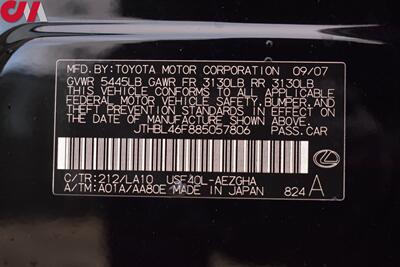 MFD.BY: TOYOTA MOTOR CORPORATION 09/07
GVWR 5445LB GAWR FR 3130LB RR 3130LB
THIS VEHICLE CONFORMS TO ALL APPLICABLE
FEDERAL MOTOR VEHICLE SAFETY,BUMPER,AND
THEFT PREVENTION STANDARDS IN EFFECT ON
THE DATE OF MANUFACTURE SHOWN ABOVE.
JTHBL46F885057806 PASS.CAR
C/TR:212/LA10 USF40L-AEZGHA
A/TM:A01A/AA80E MADE IN JAPAN 824 A